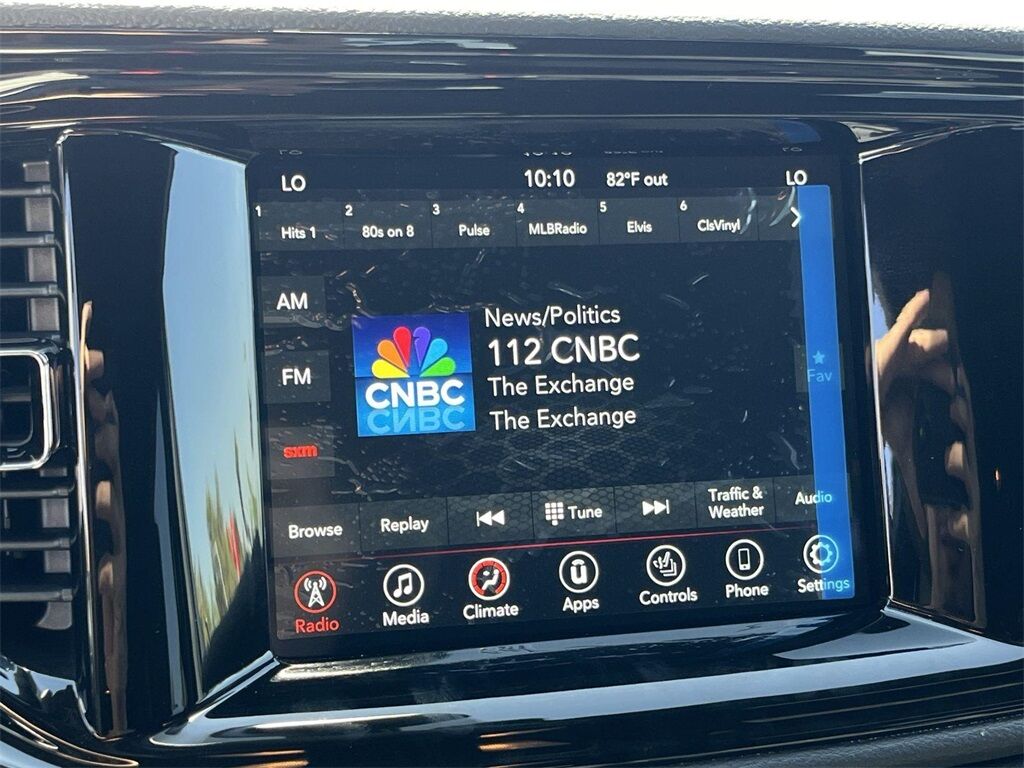 LO
10:10
82°F out
LO
1 Hits 1
2 80s on 8
3 Pulse
4 MLBRadio
5 Elvis
6 ClsVinyl
AM
FM
sxm
CNBC
News/Politics
112 CNBC
The Exchange
The Exchange
Fav
Browse
Replay
Tune
Traffic &
Weather
Audio
Radio
Media
Climate
Apps
Controls
Phone
Settings